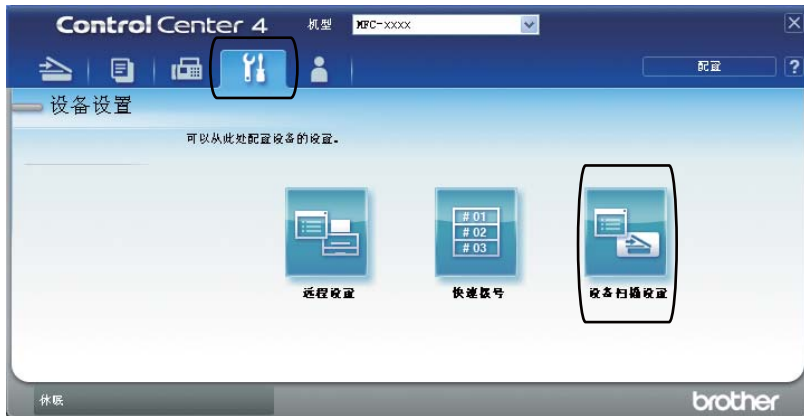 Control Center 4 机型 MFC-xxxx
配置 ?
设备设置
可以从此处配置设备的设置。
# 01
# 02
# 03
远程设置 快速拨号 设备扫描设置
休眠 brother